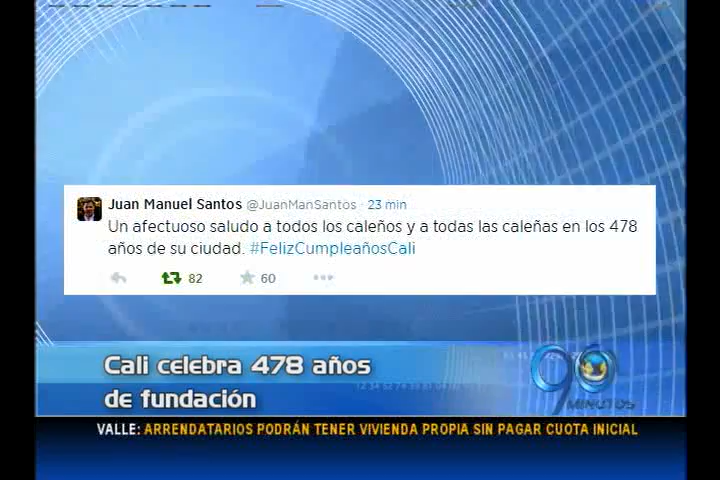 Juan Manuel Santos @JuanManSantos · 23 min
Un afectuoso saludo a todos los caleños y a todas las caleñas en los 478
años de su ciudad. #FelizCumpleañosCali
82 60
Cali celebra 478 años
de fundación
90
MINUTOS
VALLE: ARRENDATARIOS PODRÁN TENER VIVIENDA PROPIA SIN PAGAR CUOTA INICIAL